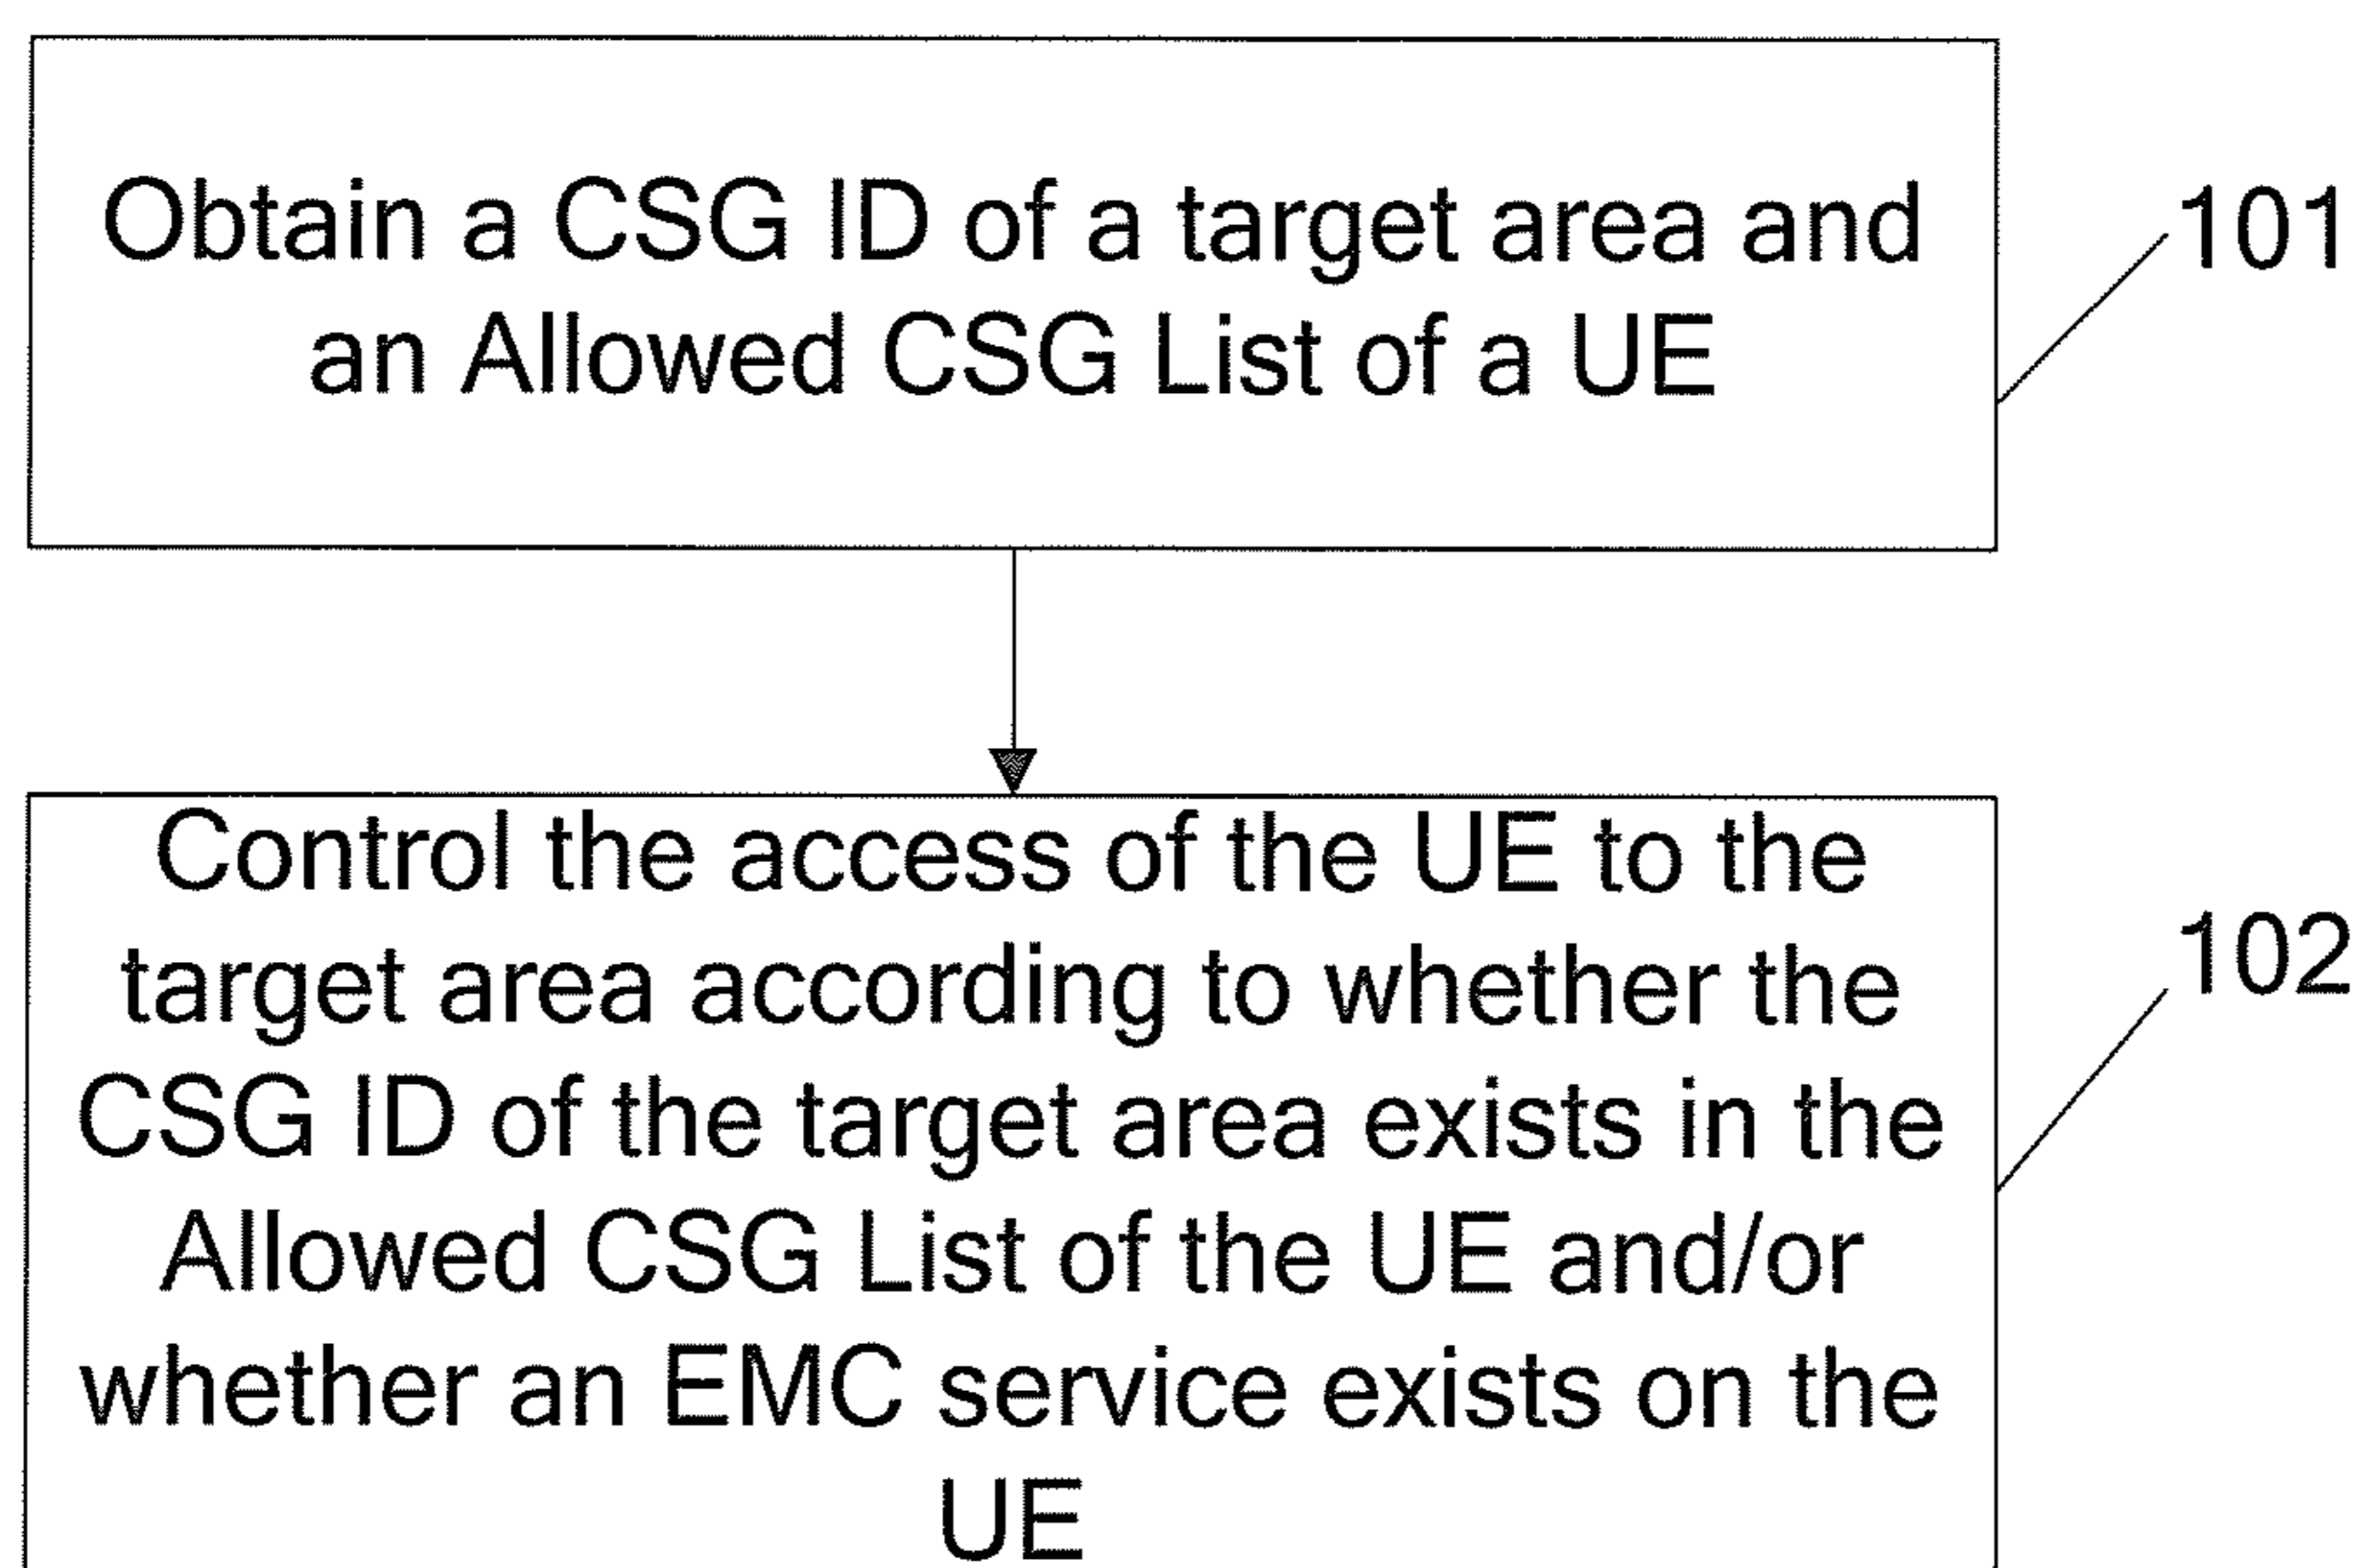 Obtain a CSG ID of a target area and
an Allowed CSG List of a UE
101
Control the access of the UE to the
target area according to whether the
CSG ID of the target area exists in the
Allowed CSG List of the UE and/or
whether an EMC service exists on the
UE
102